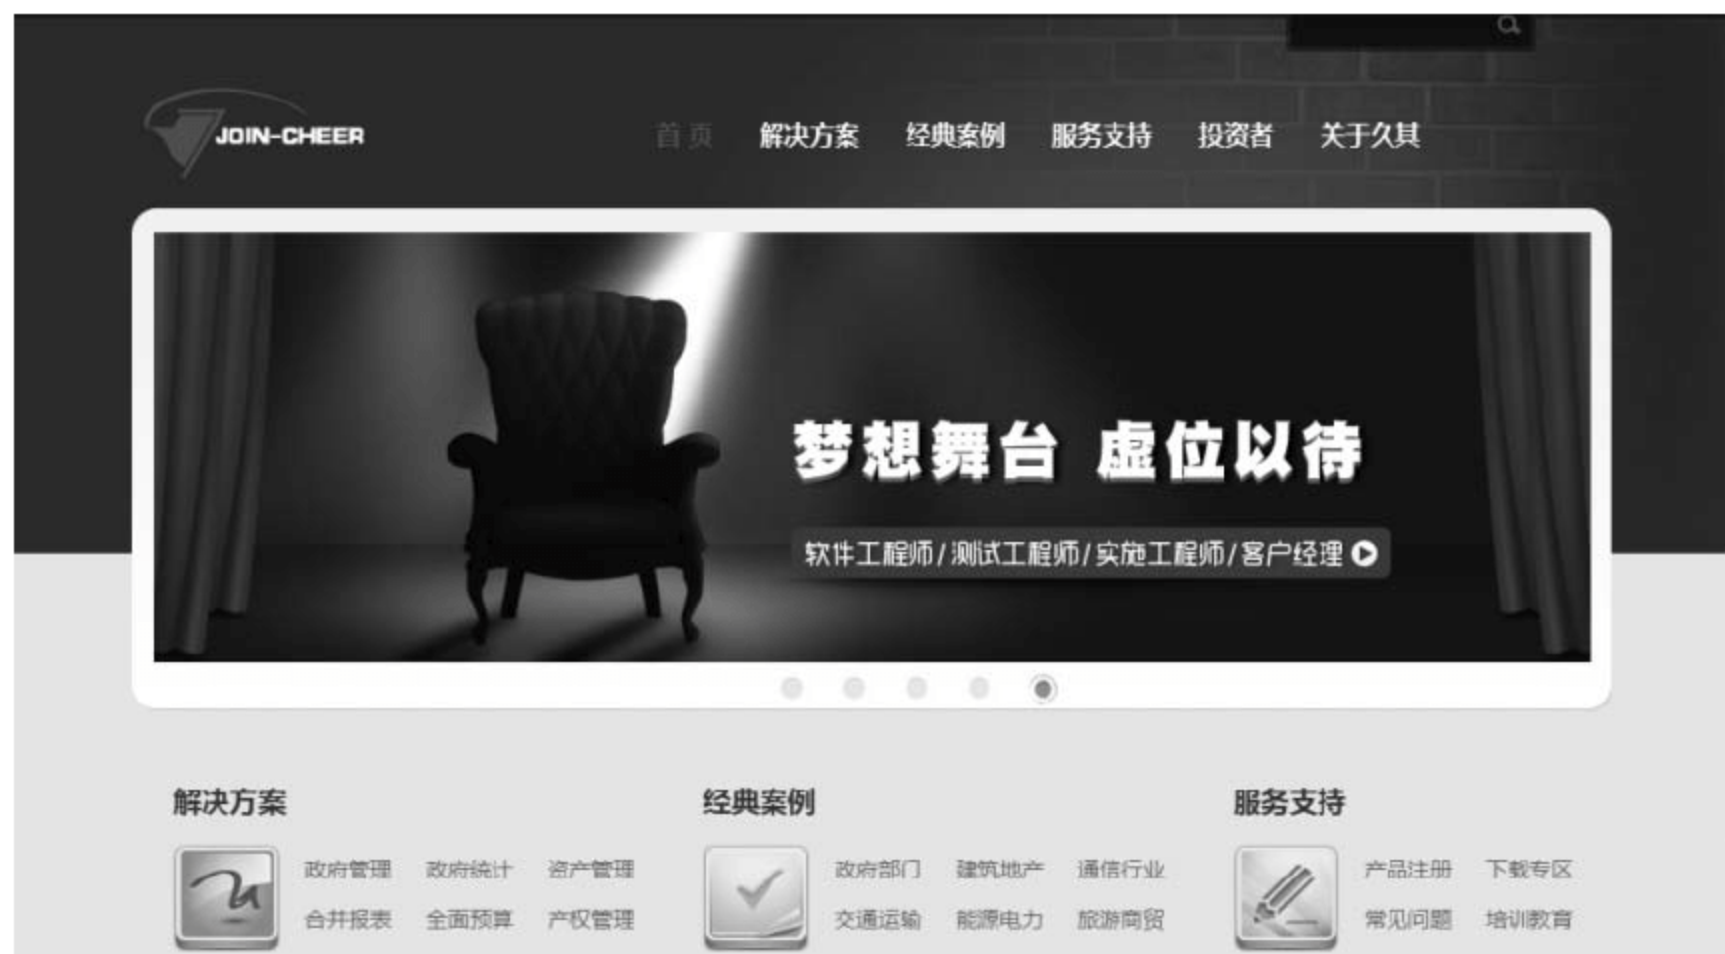 JOIN-CHEER
首页 解决方案 经典案例 服务支持 投资者 关于久其
梦想舞台 虚位以待
软件工程师/测试工程师/实施工程师/客户经理
解决方案 经典案例 服务支持
政府管理 政府统计 资产管理 政府部门 建筑地产 通信行业 产品注册 下载专区
合并报表 全面预算 产权管理 交通运输 能源电力 旅游商贸 常见问题 培训教育